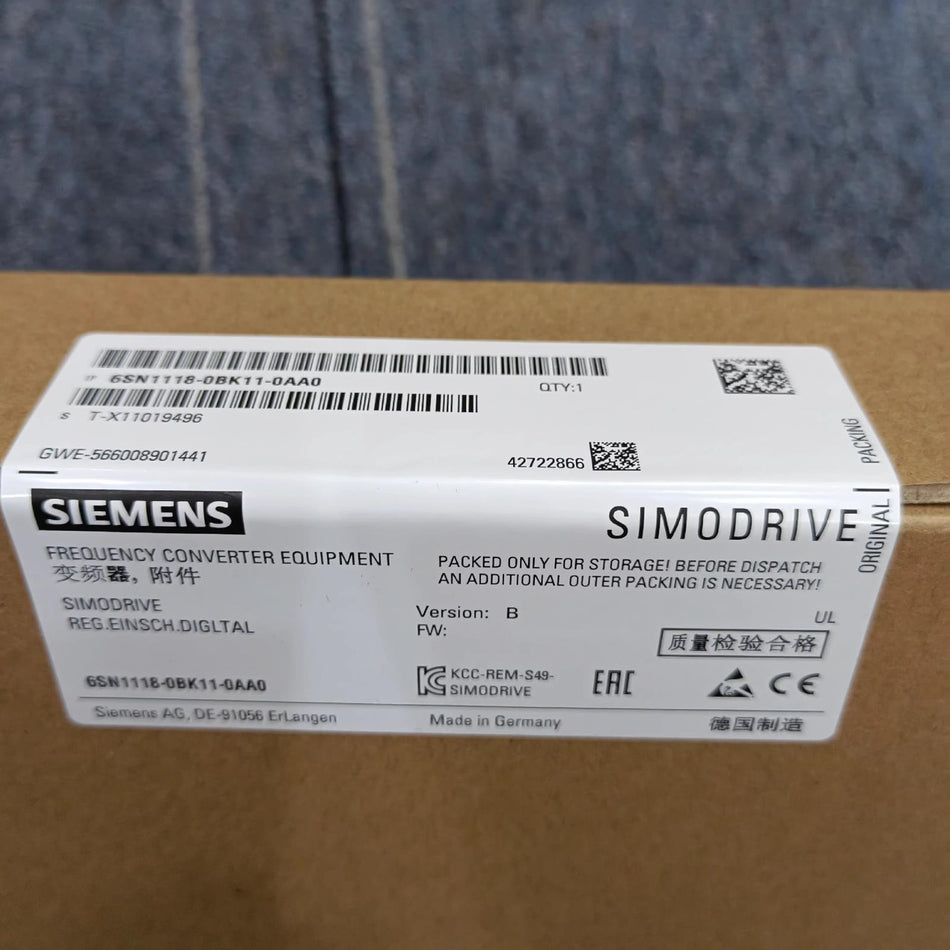 1P 6SN1118-0BK11-0AA0
QTY:1
S T-X11019496
GWE-566008901441
42722866
PACKING
ORIGINAL
SIEMENS
SIMODRIVE
FREQUENCY CONVERTER EQUIPMENT
变频器, 附件
PACKED ONLY FOR STORAGE! BEFORE DISPATCH
AN ADDITIONAL OUTER PACKING IS NECESSARY!
SIMODRIVE
REG.EINSCH.DIGLTAL
Version: B
FW:
UL
质量检验合格
6SN1118-0BK11-0AA0
KCC-REM-S49-
SIMODRIVE
EAC
CE
Siemens AG, DE-91056 ErLangen
Made in Germany
德国制造